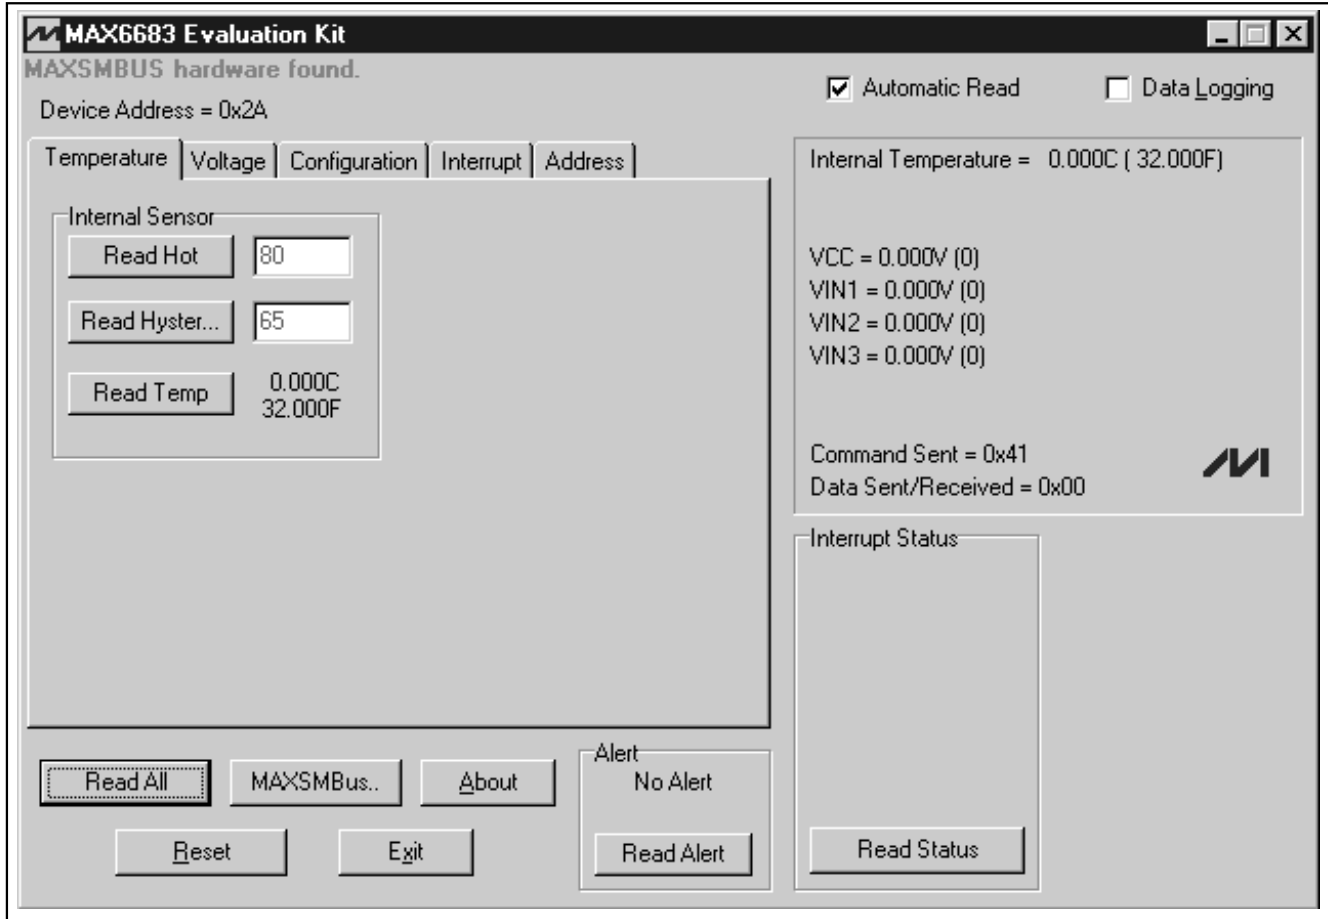 MAX6683 Evaluation Kit
MAXSMBUS hardware found.
Device Address = 0x2A
Automatic Read
Data Logging
Temperature
Voltage
Configuration
Interrupt
Address
Internal Sensor
Read Hot
80
Read Hyster...
65
Read Temp
0.000C
32.000F
Internal Temperature = 0.000C ( 32.000F)
VCC = 0.000V (0)
VIN1 = 0.000V (0)
VIN2 = 0.000V (0)
VIN3 = 0.000V (0)
Command Sent = 0x41
Data Sent/Received = 0x00
Interrupt Status
Read Status
Read All
MAXSMBus..
About
Reset
Exit
Alert
No Alert
Read Alert